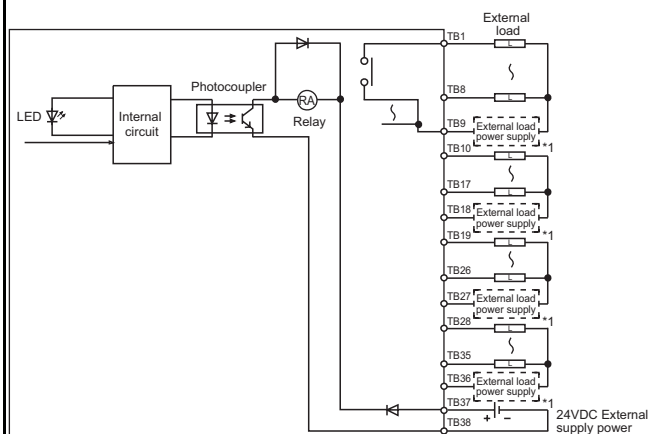 External
load
TB1
L
Photocoupler
TB8
L
LED
Internal
circuit
RA
Relay
TB9
External load
power supply
*1
TB10
L
TB17
L
TB18
External load
power supply
*1
TB19
L
TB26
L
TB27
External load
power supply
*1
TB28
L
TB35
L
TB36
External load
power supply
*1
TB37
+ −
24VDC External
supply power
TB38